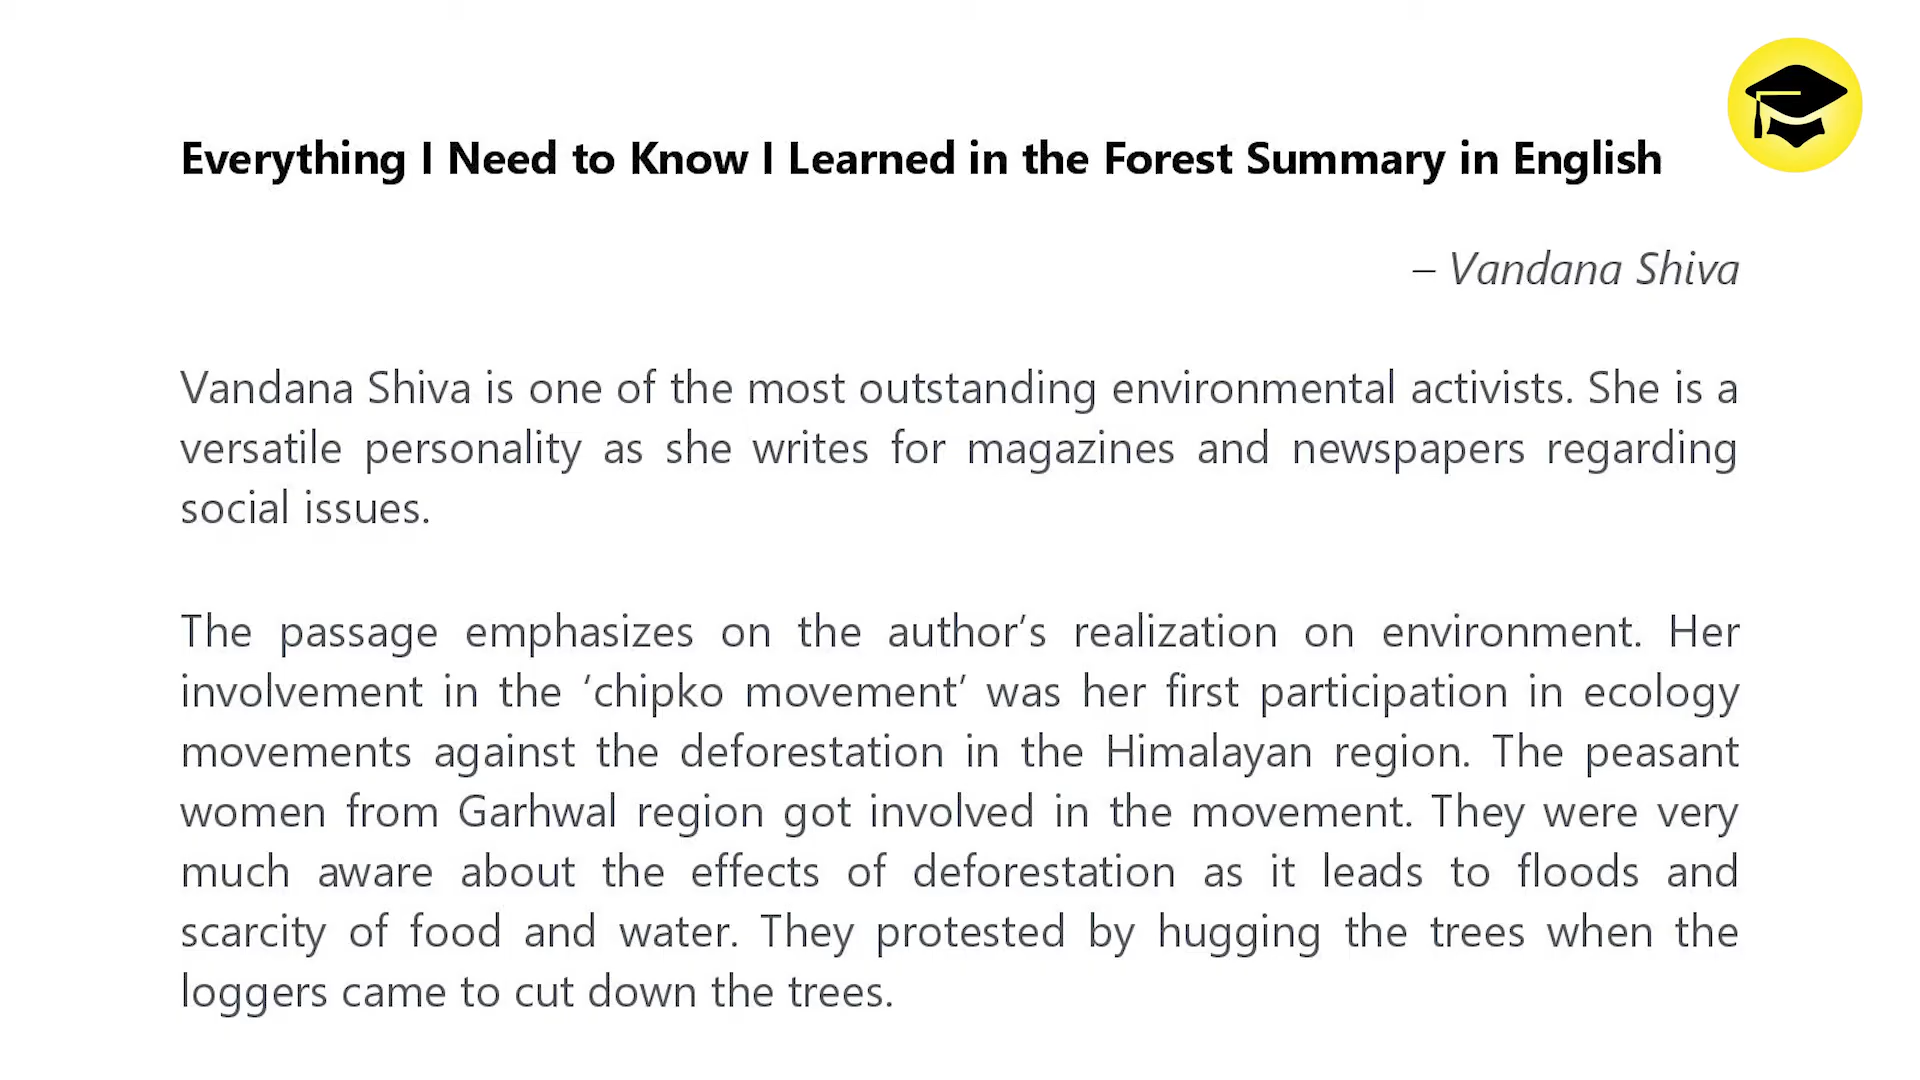 Everything I Need to Know I Learned in the Forest Summary in English
– Vandana Shiva
Vandana Shiva is one of the most outstanding environmental activists. She is a
versatile personality as she writes for magazines and newspapers regarding
social issues.
The passage emphasizes on the author’s realization on environment. Her
involvement in the ‘chipko movement’ was her first participation in ecology
movements against the deforestation in the Himalayan region. The peasant
women from Garhwal region got involved in the movement. They were very
much aware about the effects of deforestation as it leads to floods and
scarcity of food and water. They protested by hugging the trees when the
loggers came to cut down the trees.